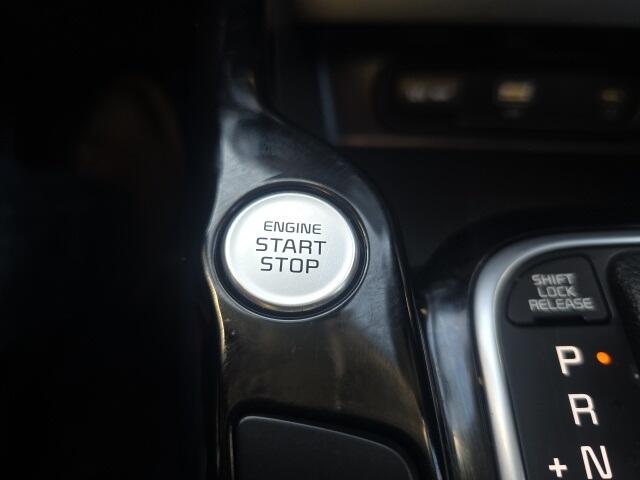 ENGINE
START
STOP
SHIFT
LOCK
RELEASE
P
R
+ N